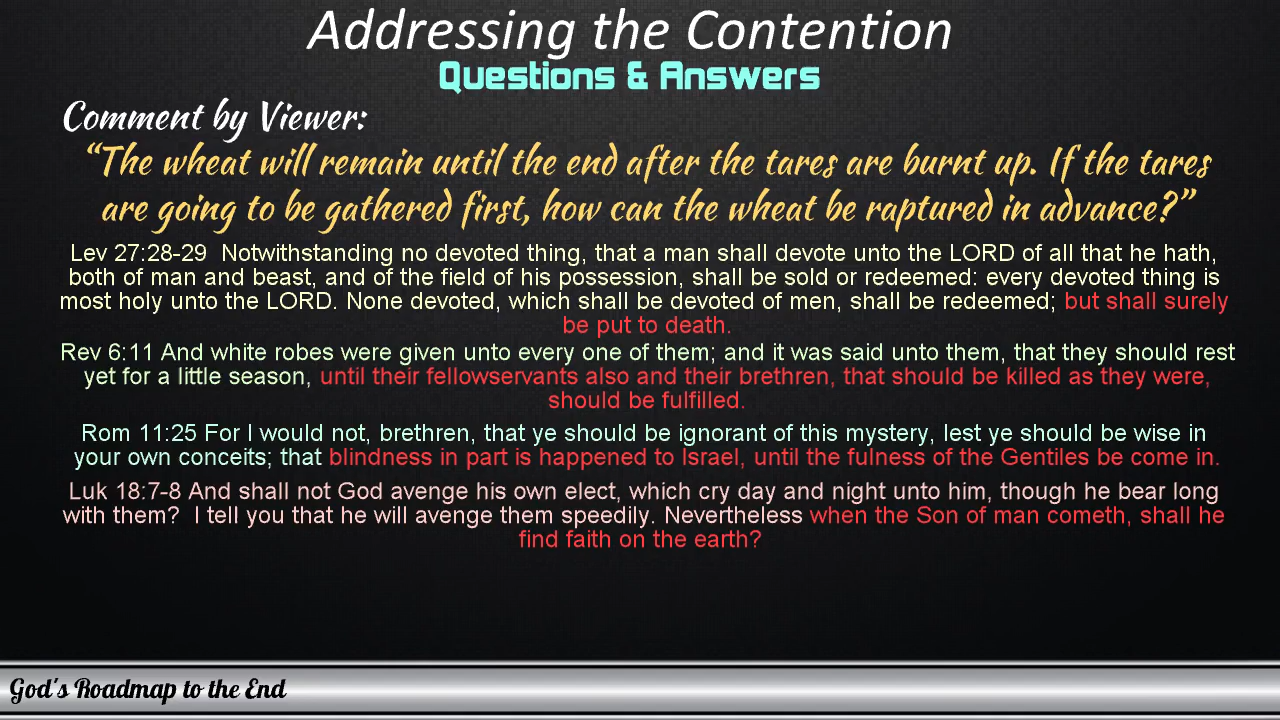 Addressing the Contention
Questions & Answers
Comment by Viewer:
“The wheat will remain until the end after the tares are burnt up. If the tares
are going to be gathered first, how can the wheat be raptured in advance?”
Lev 27:28-29  Notwithstanding no devoted thing, that a man shall devote unto the LORD of all that he hath,
both of man and beast, and of the field of his possession, shall be sold or redeemed: every devoted thing is
most holy unto the LORD. None devoted, which shall be devoted of men, shall be redeemed; but shall surely
be put to death.
Rev 6:11 And white robes were given unto every one of them; and it was said unto them, that they should rest
yet for a little season, until their fellowservants also and their brethren, that should be killed as they were,
should be fulfilled.
Rom 11:25 For I would not, brethren, that ye should be ignorant of this mystery, lest ye should be wise in
your own conceits; that blindness in part is happened to Israel, until the fulness of the Gentiles be come in.
Luk 18:7-8 And shall not God avenge his own elect, which cry day and night unto him, though he bear long
with them?  I tell you that he will avenge them speedily. Nevertheless when the Son of man cometh, shall he
find faith on the earth?
God's Roadmap to the End